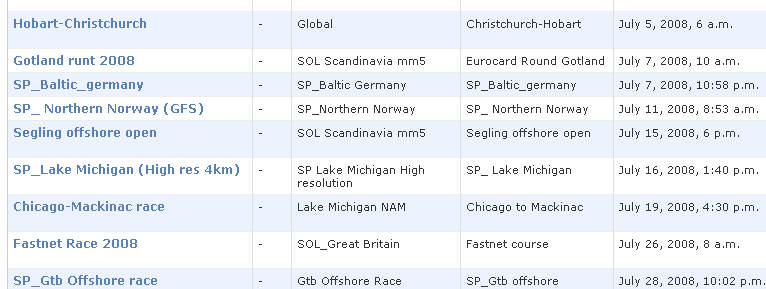 Hobart-Christchurch - Global Christchurch-Hobart July 5, 2008, 6 a.m.
Gotland runt 2008 - SOL Scandinavia mm5 Eurocard Round Gotland July 7, 2008, 10 a.m.
SP_Baltic_germany - SP_Baltic Germany SP_Baltic_germany July 7, 2008, 10:58 p.m.
SP_ Northern Norway (GFS) - SP_Northern Norway SP_ Northern Norway July 11, 2008, 8:53 a.m.
Segling offshore open - SOL Scandinavia mm5 Segling offshore open July 15, 2008, 6 p.m.
SP_Lake Michigan (High res 4km) - SP Lake Michigan High SP_ Lake Michigan July 16, 2008, 1:40 p.m.
resolution
Chicago-Mackinac race - Lake Michigan NAM Chicago to Mackinac July 19, 2008, 4:30 p.m.
Fastnet Race 2008 - SOL_Great Britain Fastnet course July 26, 2008, 8 a.m.
SP_Gtb Offshore race - Gtb Offshore Race SP_Gtb offshore July 28, 2008, 10:02 p.m.